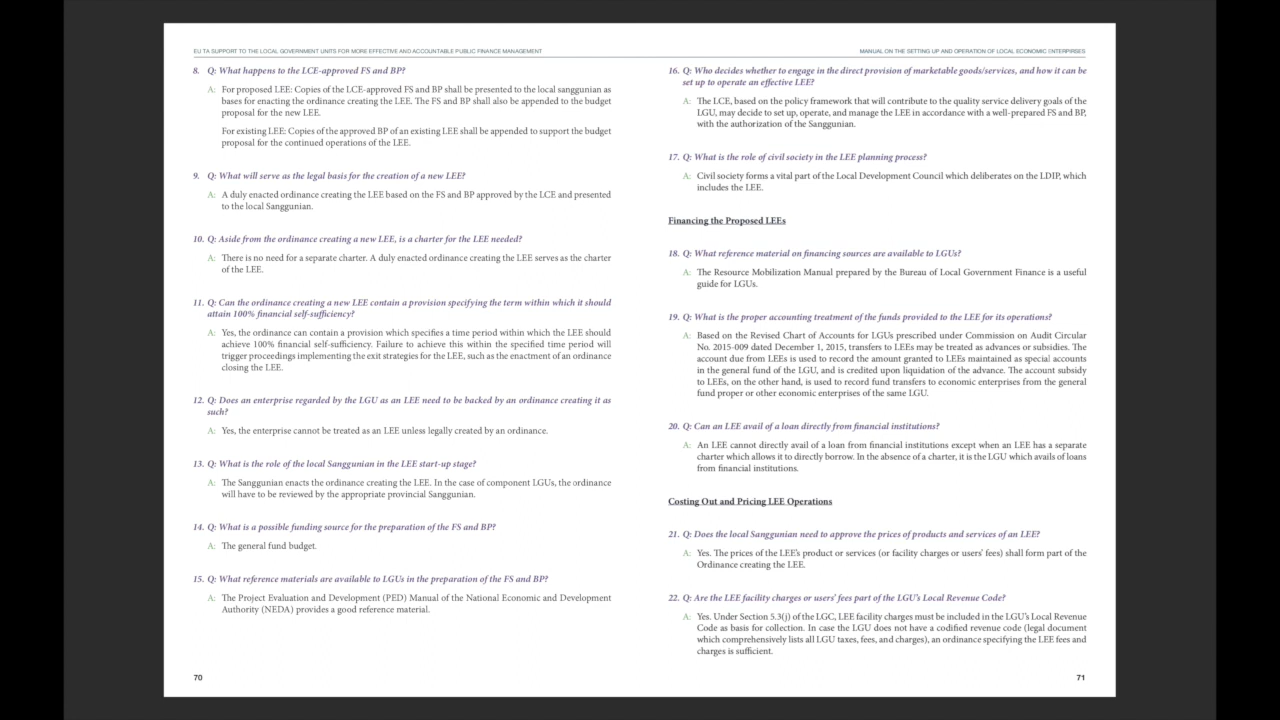 EU TA SUPPORT TO THE LOCAL GOVERNMENT UNITS FOR MORE EFFECTIVE AND ACCOUNTABLE PUBLIC FINANCE MANAGEMENT
8. Q: What happens to the LCE-approved FS and BP?
A: For proposed LEE: Copies of the LCE-approved FS and BP shall be presented to the local sanggunian as
bases for enacting the ordinance creating the LEE. The FS and BP shall also be appended to the budget
proposal for the new LEE.
For existing LEE: Copies of the approved BP of an existing LEE shall be appended to support the budget
proposal for the continued operations of the LEE.
9. Q: What will serve as the legal basis for the creation of a new LEE?
A: A duly enacted ordinance creating the LEE based on the FS and BP approved by the LCE and presented
to the local Sanggunian.
10. Q: Aside from the ordinance creating a new LEE, is a charter for the LEE needed?
A: There is no need for a separate charter. A duly enacted ordinance creating the LEE serves as the charter
of the LEE.
11. Q: Can the ordinance creating a new LEE contain a provision specifying the term within which it should
attain 100% financial self-sufficiency?
A: Yes, the ordinance can contain a provision which specifies a time period within which the LEE should
achieve 100% financial self-sufficiency. Failure to achieve this within the specified time period will
trigger proceedings implementing the exit strategies for the LEE, such as the enactment of an ordinance
closing the LEE.
12. Q: Does an enterprise regarded by the LGU as an LEE need to be backed by an ordinance creating it as
such?
A: Yes, the enterprise cannot be treated as an LEE unless legally created by an ordinance.
13. Q: What is the role of the local Sanggunian in the LEE start-up stage?
A: The Sanggunian enacts the ordinance creating the LEE. In the case of component LGUs, the ordinance
will have to be reviewed by the appropriate provincial Sanggunian.
14. Q: What is a possible funding source for the preparation of the FS and BP?
A: The general fund budget.
15. Q: What reference materials are available to LGUs in the preparation of the FS and BP?
A: The Project Evaluation and Development (PED) Manual of the National Economic and Development
Authority (NEDA) provides a good reference material.
70
MANUAL ON THE SETTING UP AND OPERATION OF LOCAL ECONOMIC ENTERPIRSES
16. Q: Who decides whether to engage in the direct provision of marketable goods/services, and how it can be
set up to operate an effective LEE?
A: The LCE, based on the policy framework that will contribute to the quality service delivery goals of the
LGU, may decide to set up, operate, and manage the LEE in accordance with a well-prepared FS and BP,
with the authorization of the Sanggunian.
17. Q: What is the role of civil society in the LEE planning process?
A: Civil society forms a vital part of the Local Development Council which deliberates on the LDIP, which
includes the LEE.
Financing the Proposed LEEs
18. Q: What reference material on financing sources are available to LGUs?
A: The Resource Mobilization Manual prepared by the Bureau of Local Government Finance is a useful
guide for LGUs.
19. Q: What is the proper accounting treatment of the funds provided to the LEE for its operations?
A: Based on the Revised Chart of Accounts for LGUs prescribed under Commission on Audit Circular
No. 2015-009 dated December 1, 2015, transfers to LEEs may be treated as advances or subsidies. The
account due from LEEs is used to record the amount granted to LEEs maintained as special accounts
in the general fund of the LGU, and is credited upon liquidation of the advance. The account subsidy
to LEEs, on the other hand, is used to record fund transfers to economic enterprises from the general
fund proper or other economic enterprises of the same LGU.
20. Q: Can an LEE avail of a loan directly from financial institutions?
A: An LEE cannot directly avail of a loan from financial institutions except when an LEE has a separate
charter which allows it to directly borrow. In the absence of a charter, it is the LGU which avails of loans
from financial institutions.
Costing Out and Pricing LEE Operations
21. Q: Does the local Sanggunian need to approve the prices of products and services of an LEE?
A: Yes. The prices of the LEE's product or services (or facility charges or users' fees) shall form part of the
Ordinance creating the LEE.
22. Q: Are the LEE facility charges or users' fees part of the LGU's Local Revenue Code?
A: Yes. Under Section 5.3(j) of the LGC, LEE facility charges must be included in the LGU's Local Revenue
Code as basis for collection. In case the LGU does not have a codified revenue code (legal document
which comprehensively lists all LGU taxes, fees, and charges), an ordinance specifying the LEE fees and
charges is sufficient.
71